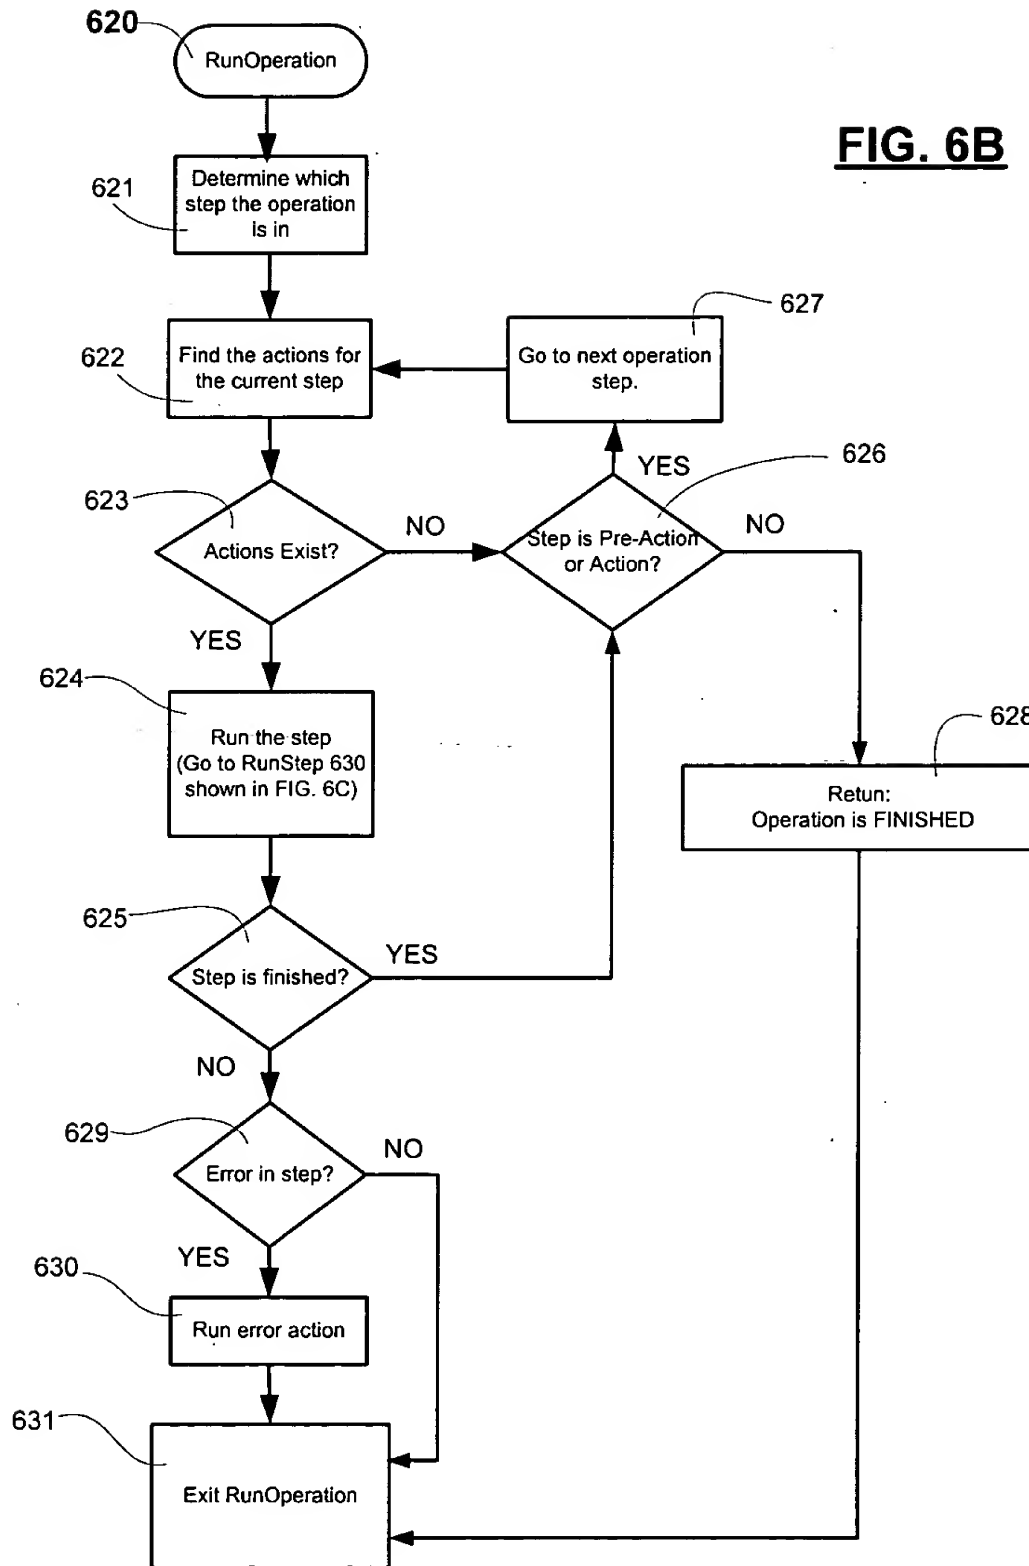 620
RunOperation
FIG. 6B
621
Determine which
step the operation
is in
627
622
Find the actions for
the current step
Go to next operation
step.
YES
626
623
Actions Exist?
NO
Step is Pre-Action
or Action?
NO
YES
624
Run the step
(Go to RunStep 630
shown in FIG. 6C)
628
Retun:
Operation is FINISHED
625
Step is finished?
YES
NO
629
Error in step?
NO
YES
630
Run error action
631
Exit RunOperation